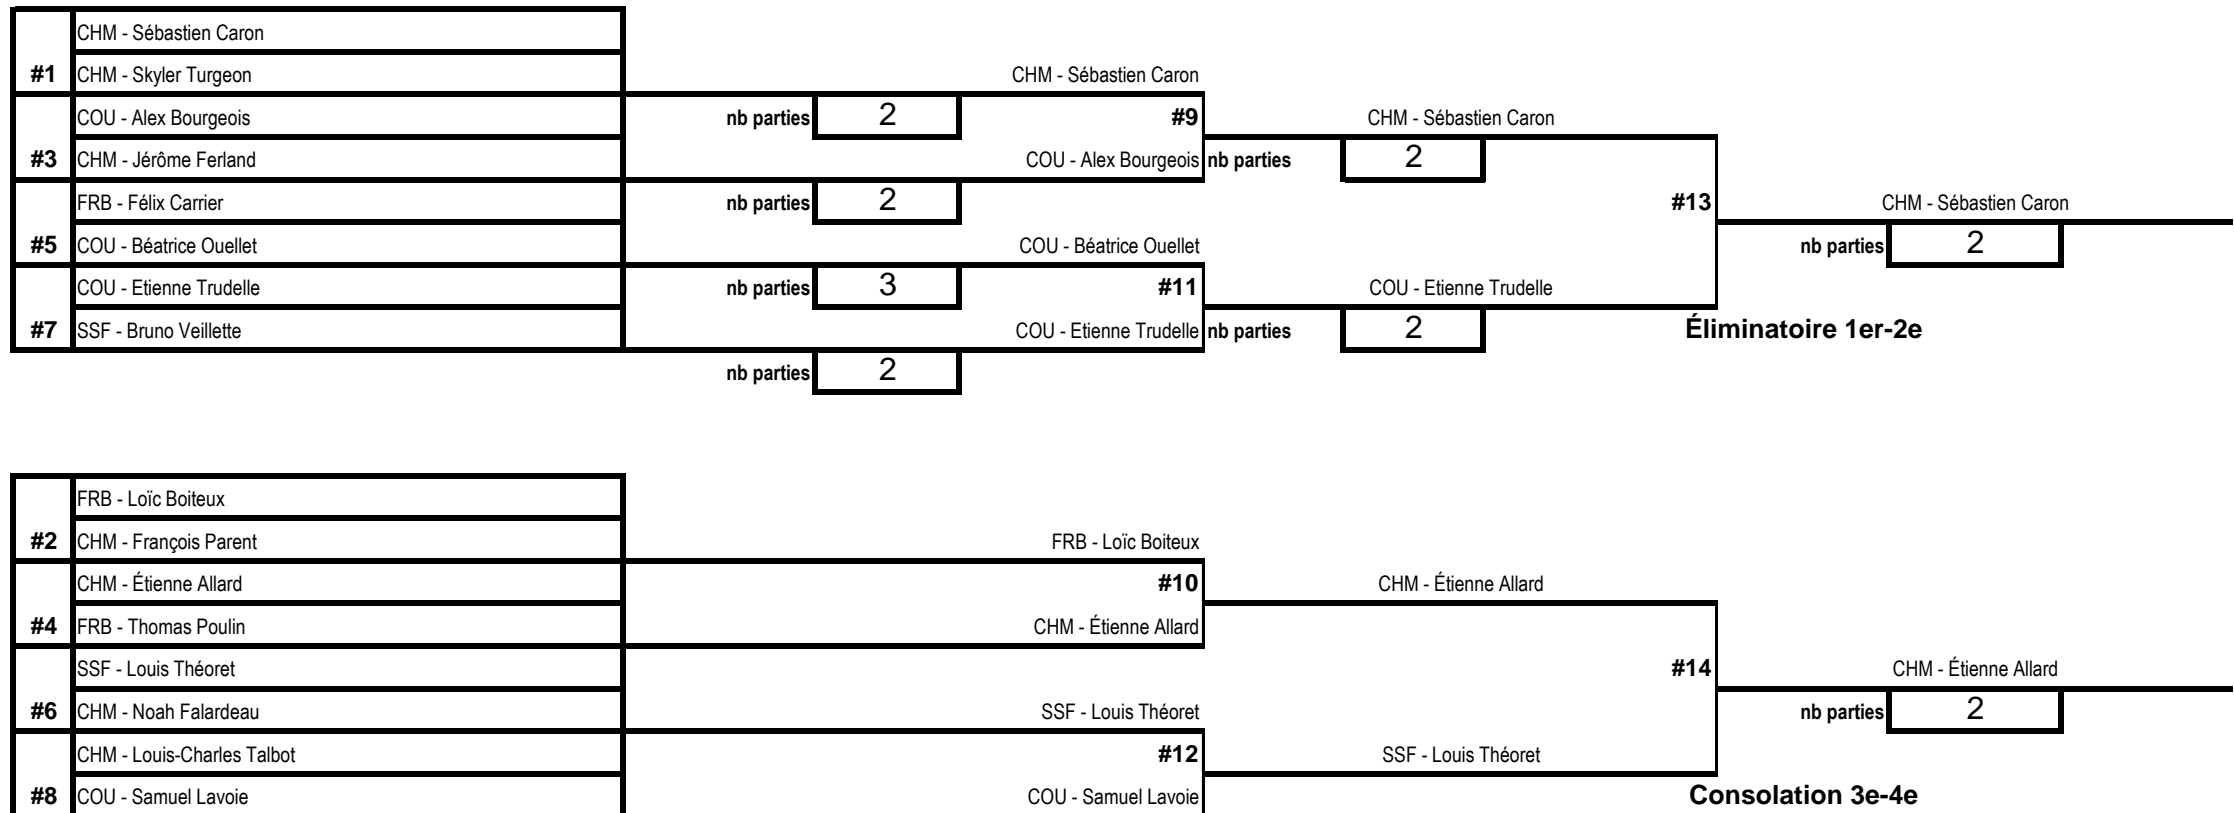 CHM - Sébastien Caron
#1 CHM - Skyler Turgeon CHM - Sébastien Caron
COU - Alex Bourgeois nb parties 2 #9 CHM - Sébastien Caron
#3 CHM - Jérôme Ferland COU - Alex Bourgeois nb parties 2
FRB - Félix Carrier nb parties 2 #13 CHM - Sébastien Caron
#5 COU - Béatrice Ouellet COU - Béatrice Ouellet nb parties 2
COU - Etienne Trudelle nb parties 3 #11 COU - Etienne Trudelle
#7 SSF - Bruno Veillette COU - Etienne Trudelle nb parties 2 Éliminatoire 1er-2e
nb parties 2
FRB - Loïc Boiteux
#2 CHM - François Parent FRB - Loïc Boiteux
CHM - Étienne Allard #10 CHM - Étienne Allard
#4 FRB - Thomas Poulin CHM - Étienne Allard
SSF - Louis Théoret #14 CHM - Étienne Allard
#6 CHM - Noah Falardeau SSF - Louis Théoret nb parties 2
CHM - Louis-Charles Talbot #12 SSF - Louis Théoret
#8 COU - Samuel Lavoie COU - Samuel Lavoie Consolation 3e-4e